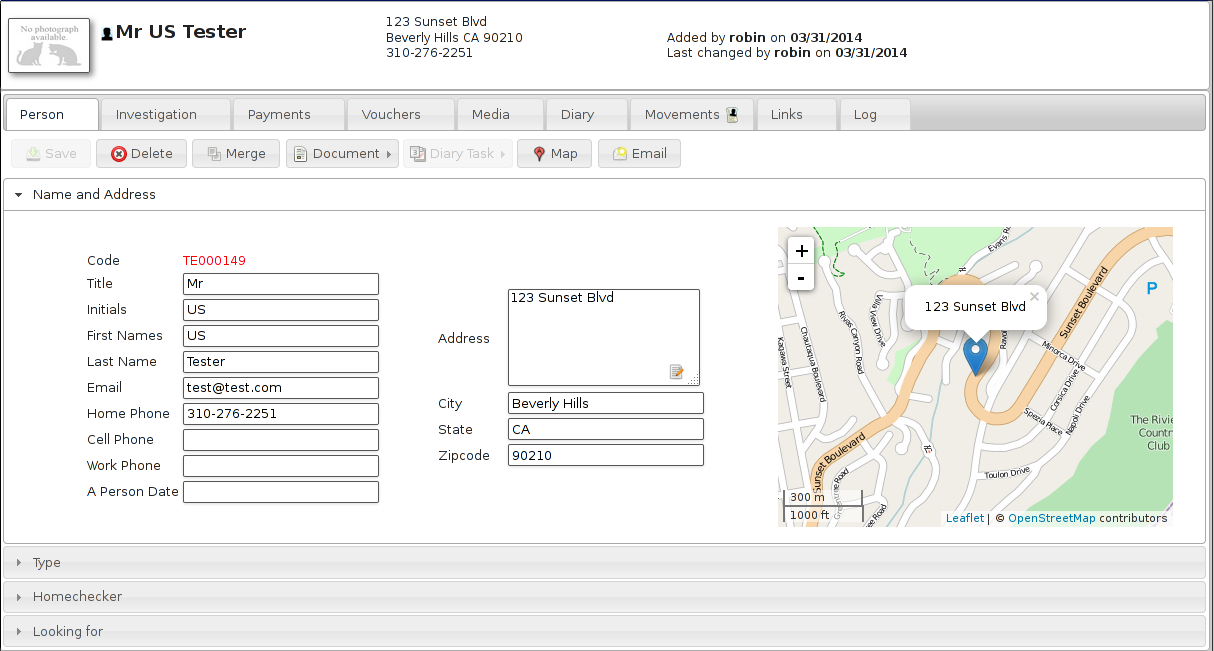 No photograph
available.
Mr US Tester
123 Sunset Blvd
Beverly Hills CA 90210
310-276-2251
Added by robin on 03/31/2014
Last changed by robin on 03/31/2014
Person Investigation Payments Vouchers Media Diary Movements Links Log
Save Delete Merge Document Diary Task Map Email
Name and Address
Code TE000149
Title Mr
Initials US
First Names US
Last Name Tester
Email test@test.com
Home Phone 310-276-2251
Cell Phone
Work Phone
A Person Date
Address 123 Sunset Blvd
City Beverly Hills
State CA
Zipcode 90210
+
-
123 Sunset Blvd ×
P
Villa View Drive
Rivas Canyon Road
Chautauqua Boulevard
Kagawa Street
Sunset Boulevard
Minorca Drive
Corsica Drive
Napoli Drive
Spezia Place
Toulon Drive
Sunset Boulevard
The Rivie
Countr
Club
300 m
1000 ft
Leaflet | © OpenStreetMap contributors
Type
Homechecker
Looking for